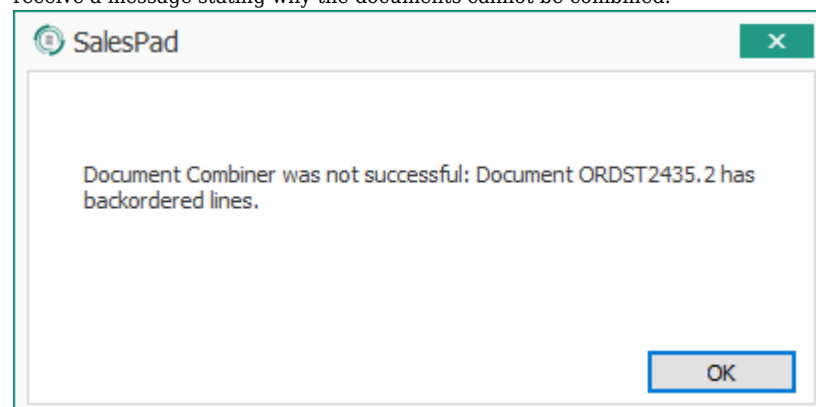 receive a message stating why the documents cannot be combined.
SalesPad
Document Combiner was not successful: Document ORDST2435.2 has
backordered lines.
OK